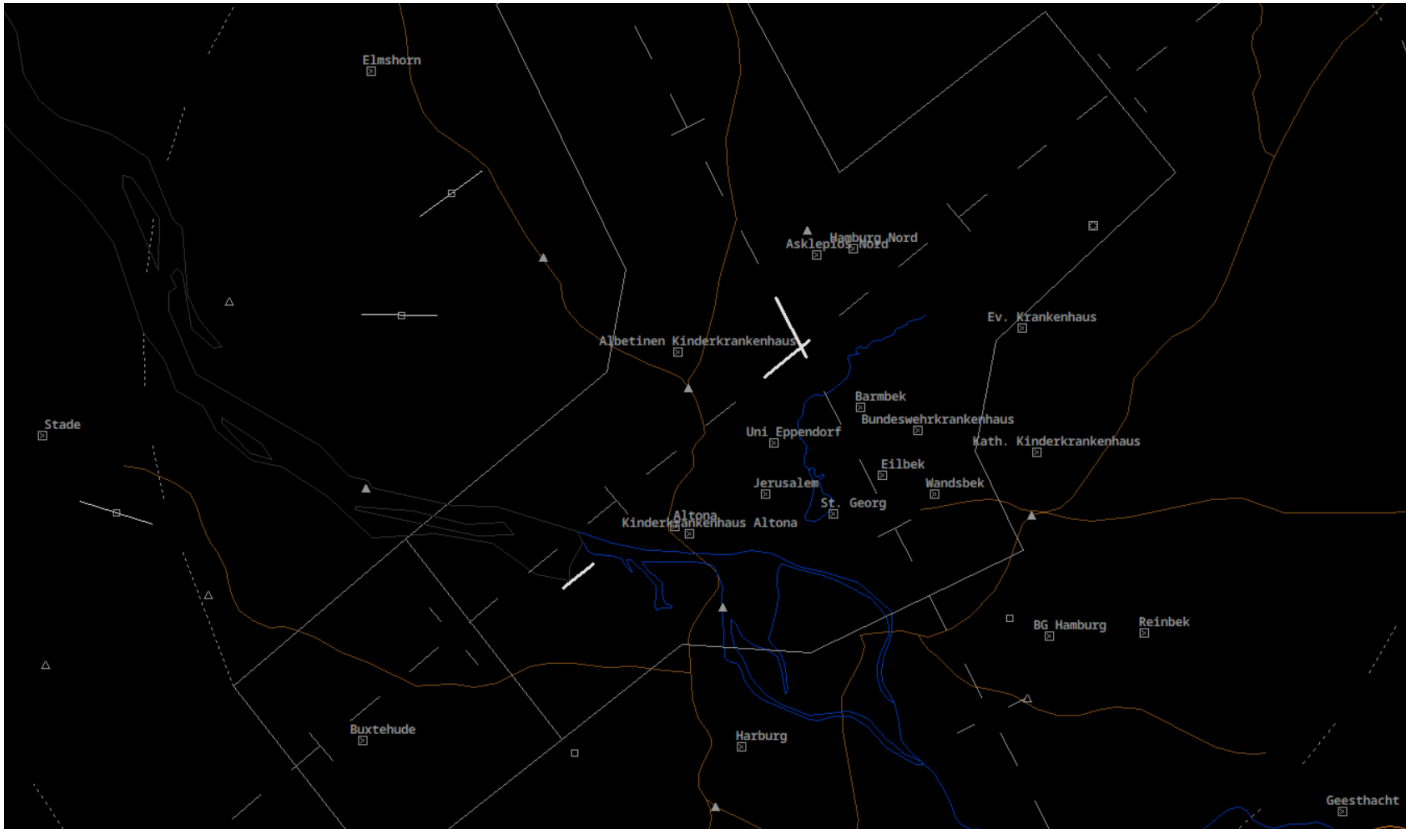 Elmshorn
Hamburg Nord
Asklepios Nord
Ev. Krankenhaus
Albetinen Kinderkrankenhaus
Barmbek
Bundeswehrkrankenhaus
Stade
Uni Eppendorf
Kath. Kinderkrankenhaus
Eilbek
Jerusalem
Wandsbek
St. Georg
Altona
Kinderkrankenhaus Altona
BG Hamburg
Reinbek
Buxtehude
Harburg
Geesthacht